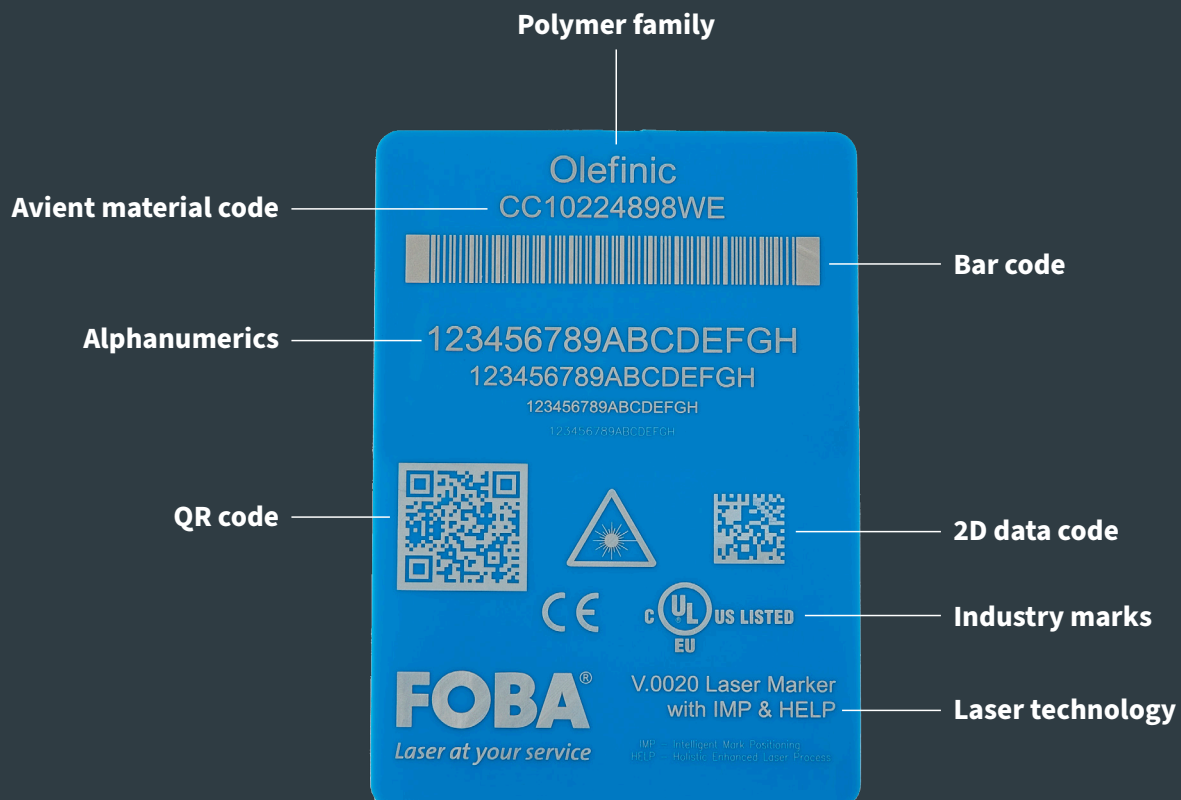 Polymer family
Olefinic
Avient material code
CC10224898WE
Bar code
Alphanumerics
123456789ABCDEFGH
123456789ABCDEFGH
123456789ABCDEFGH
123456789ABCDEFGH
QR code
2D data code
CE
C UL US LISTED
EU
Industry marks
FOBA®
Laser at your service
V.0020 Laser Marker
with IMP & HELP
Laser technology
IMP - Intelligent Mark Positioning
HELP - Holistic Enhanced Laser Process